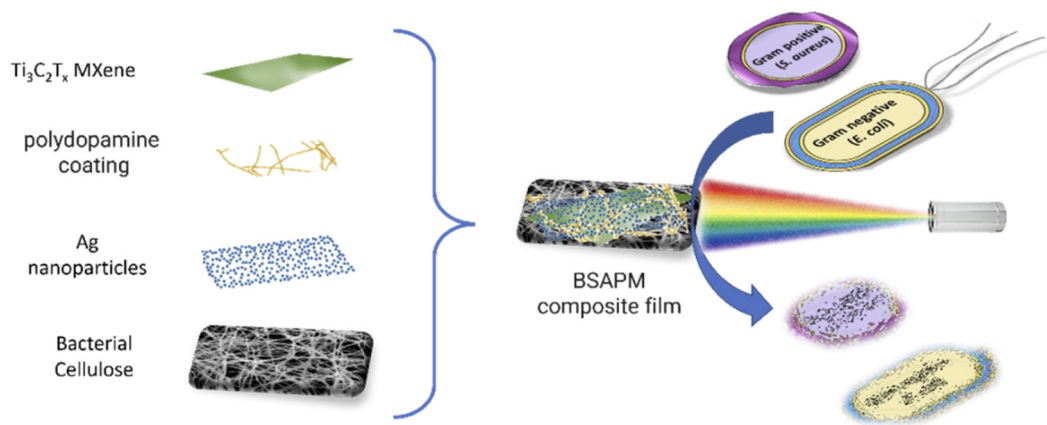 Ti₃C₂Tₓ MXene
polydopamine
coating
Ag
nanoparticles
Bacterial
Cellulose
BSAPM
composite film
Gram positive
(S. aureus)
Gram negative
(E. coli)